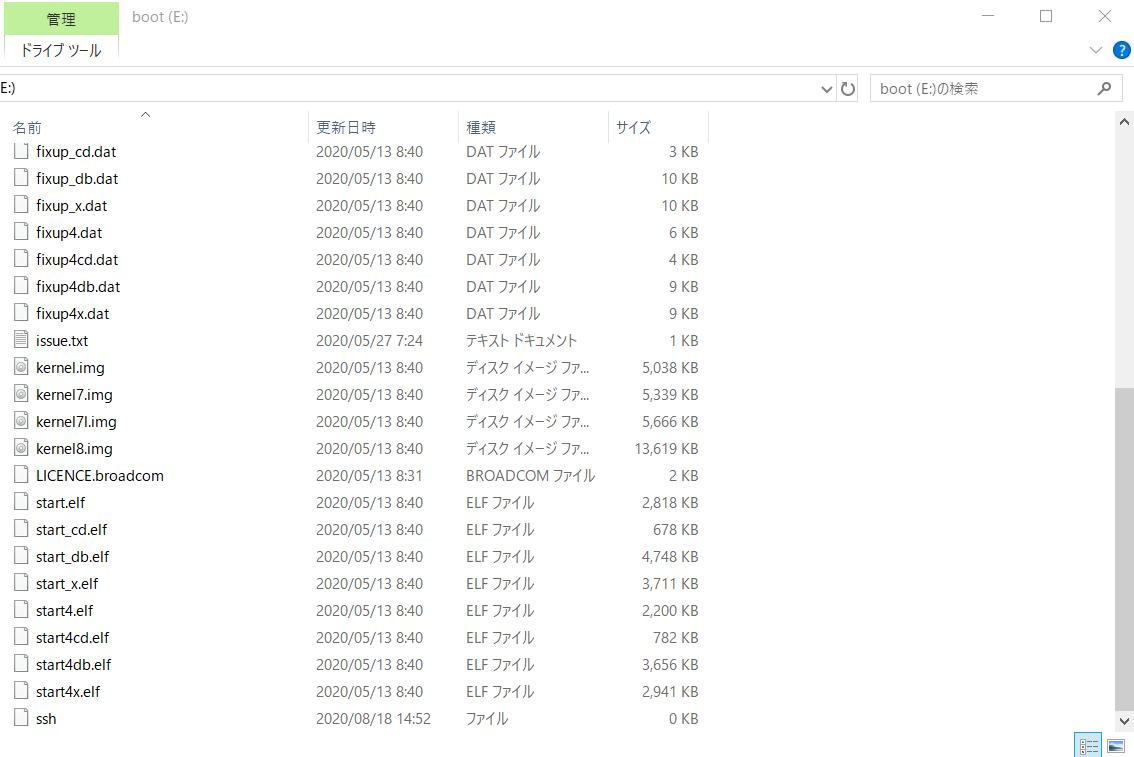 管理 boot (E:)
ドライブ ツール ?
E:) boot (E:)の検索
名前 更新日時 種類 サイズ
fixup_cd.dat 2020/05/13 8:40 DAT ファイル 3 KB
fixup_db.dat 2020/05/13 8:40 DAT ファイル 10 KB
fixup_x.dat 2020/05/13 8:40 DAT ファイル 10 KB
fixup4.dat 2020/05/13 8:40 DAT ファイル 6 KB
fixup4cd.dat 2020/05/13 8:40 DAT ファイル 4 KB
fixup4db.dat 2020/05/13 8:40 DAT ファイル 9 KB
fixup4x.dat 2020/05/13 8:40 DAT ファイル 9 KB
issue.txt 2020/05/27 7:24 テキスト ドキュメント 1 KB
kernel.img 2020/05/13 8:40 ディスク イメージ ファ... 5,038 KB
kernel7.img 2020/05/13 8:40 ディスク イメージ ファ... 5,339 KB
kernel7l.img 2020/05/13 8:40 ディスク イメージ ファ... 5,666 KB
kernel8.img 2020/05/13 8:40 ディスク イメージ ファ... 13,619 KB
LICENCE.broadcom 2020/05/13 8:31 BROADCOM ファイル 2 KB
start.elf 2020/05/13 8:40 ELF ファイル 2,818 KB
start_cd.elf 2020/05/13 8:40 ELF ファイル 678 KB
start_db.elf 2020/05/13 8:40 ELF ファイル 4,748 KB
start_x.elf 2020/05/13 8:40 ELF ファイル 3,711 KB
start4.elf 2020/05/13 8:40 ELF ファイル 2,200 KB
start4cd.elf 2020/05/13 8:40 ELF ファイル 782 KB
start4db.elf 2020/05/13 8:40 ELF ファイル 3,656 KB
start4x.elf 2020/05/13 8:40 ELF ファイル 2,941 KB
ssh 2020/08/18 14:52 ファイル 0 KB